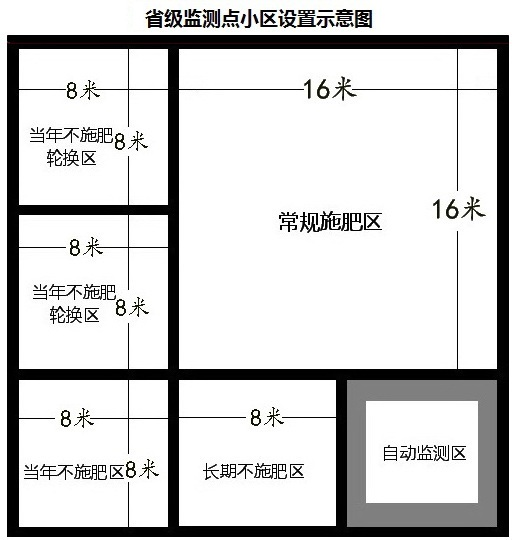 省级监测点小区设置示意图
8米
16米
当年不施肥
轮换区
8米
常规施肥区
16米
8米
当年不施肥
轮换区
8米
8米
当年不施肥区
8米
8米
长期不施肥区
自动监测区